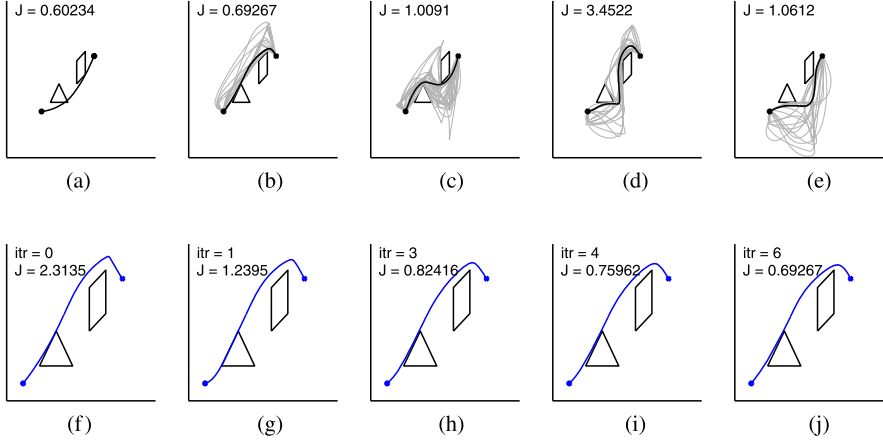 J = 0.60234
J = 0.69267
J = 1.0091
J = 3.4522
J = 1.0612
(a)
(b)
(c)
(d)
(e)
itr = 0
J = 2.3135
itr = 1
J = 1.2395
itr = 3
J = 0.82416
itr = 4
J = 0.75962
itr = 6
J = 0.69267
(f)
(g)
(h)
(i)
(j)